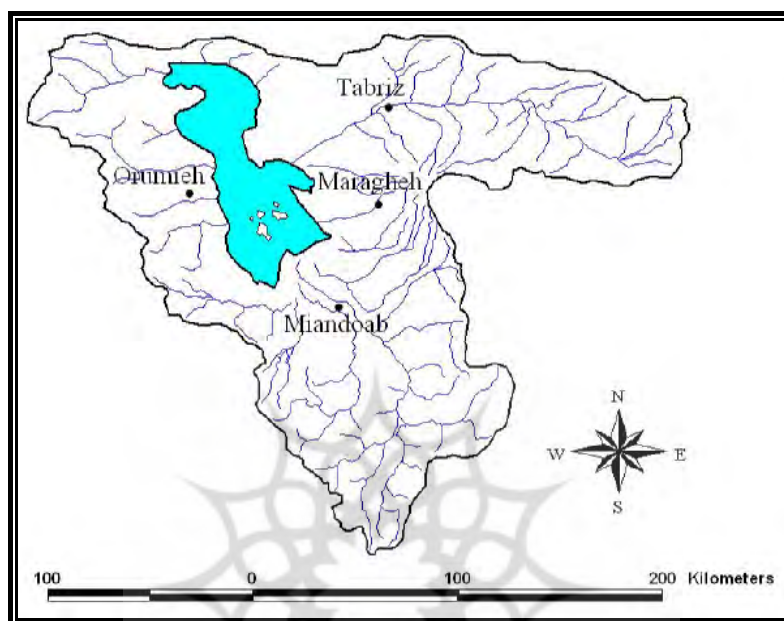 Tabriz
Orumieh
Maragheh
Miandoab
N
W E
S
100 0 100 200 Kilometers